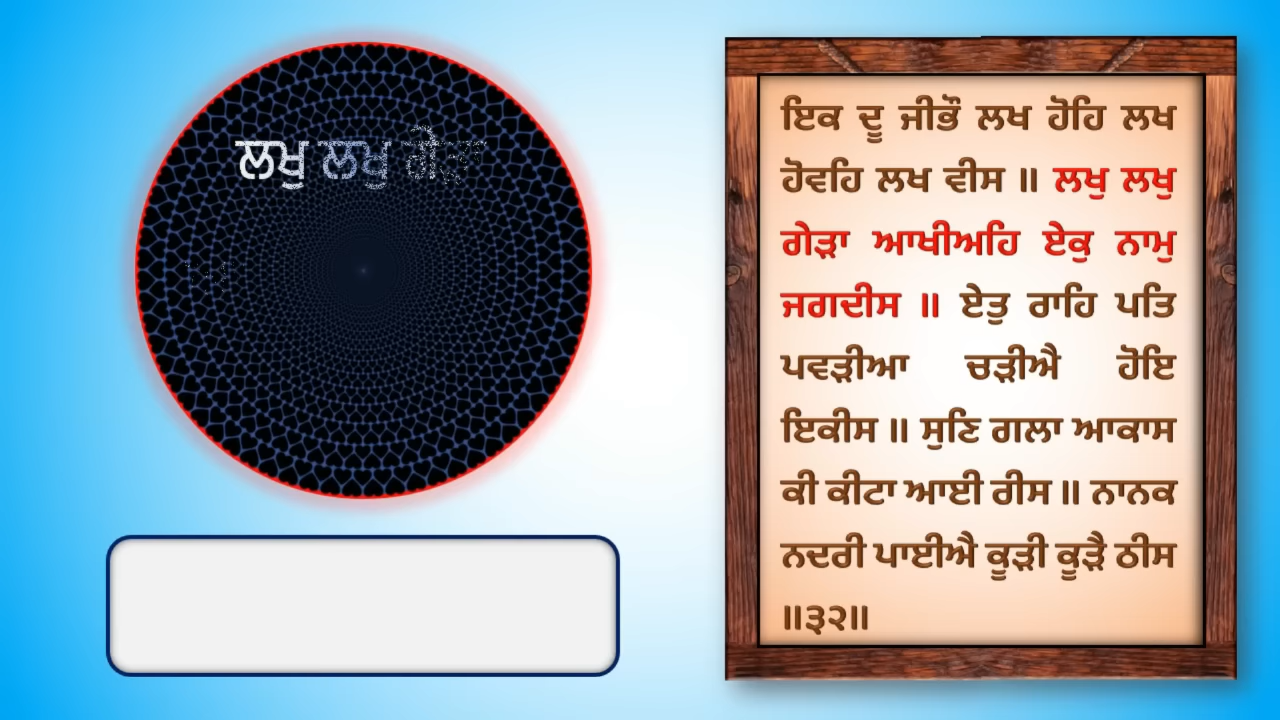 ਲਖੁ ਲਖੁ ਗੇੜਾ
ਇਕ ਦੂ ਜੀਭੌ ਲਖ ਹੋਹਿ ਲਖ
ਹੋਵਹਿ ਲਖ ਵੀਸ ॥ ਲਖੁ ਲਖੁ
ਗੇੜਾ ਆਖੀਅਹਿ ਏਕੁ ਨਾਮੁ
ਜਗਦੀਸ ॥ ਏਤੁ ਰਾਹਿ ਪਤਿ
ਪਵੜੀਆ ਚੜੀਐ ਹੋਇ
ਇਕੀਸ ॥ ਸੁਣਿ ਗਲਾ ਆਕਾਸ
ਕੀ ਕੀਟਾ ਆਈ ਰੀਸ ॥ ਨਾਨਕ
ਨਦਰੀ ਪਾਈਐ ਕੂੜੀ ਕੂੜੈ ਠੀਸ
॥੩੨॥